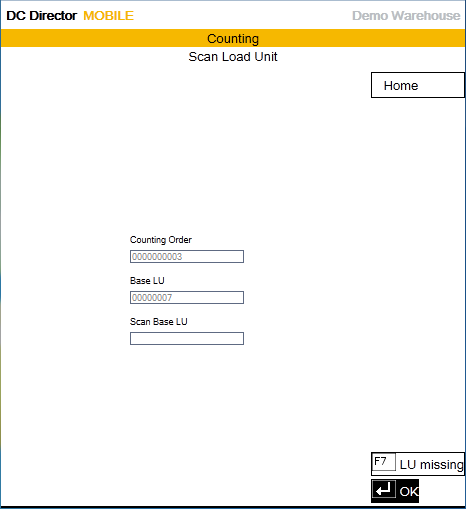 DC Director MOBILE Demo Warehouse
Counting
Scan Load Unit
Home
Counting Order
0000000003
Base LU
00000007
Scan Base LU
F7 LU missing
OK